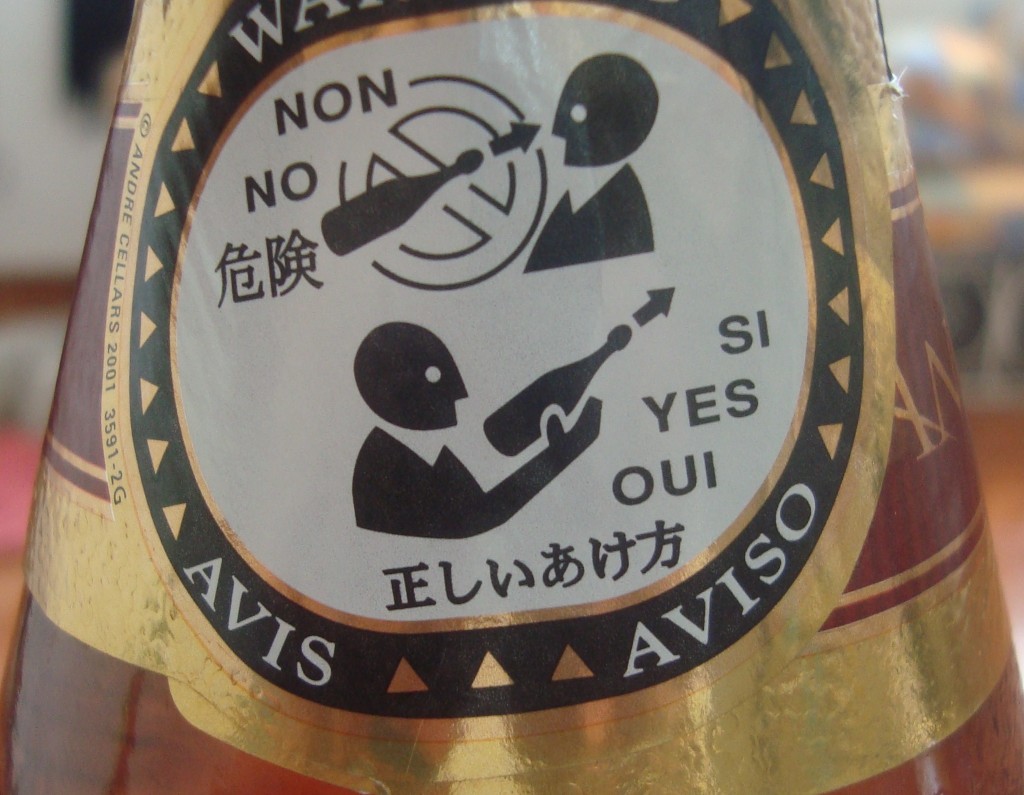 NON
NO
危険
SI
YES
OUI
正しいあけ方
AVIS
AVISO
® ANDRE CELLARS 2001 3591-2G